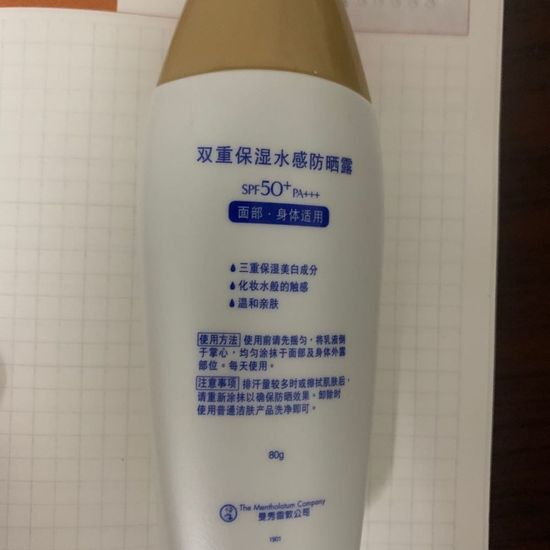 双重保湿水感防晒露
SPF50+ PA+++
面部·身体适用
三重保湿美白成分
化妆水般的触感
温和亲肤
使用方法 使用前请先摇匀，将乳液倒
于掌心，均匀涂抹于面部及身体外露
部位。每天使用。
注意事项 排汗量较多时或擦拭肌肤后，
请重新涂抹以确保防晒效果。卸除时
使用普通洁肤产品洗净即可。
80g
The Mentholatum Company
曼秀雷敦公司
1901